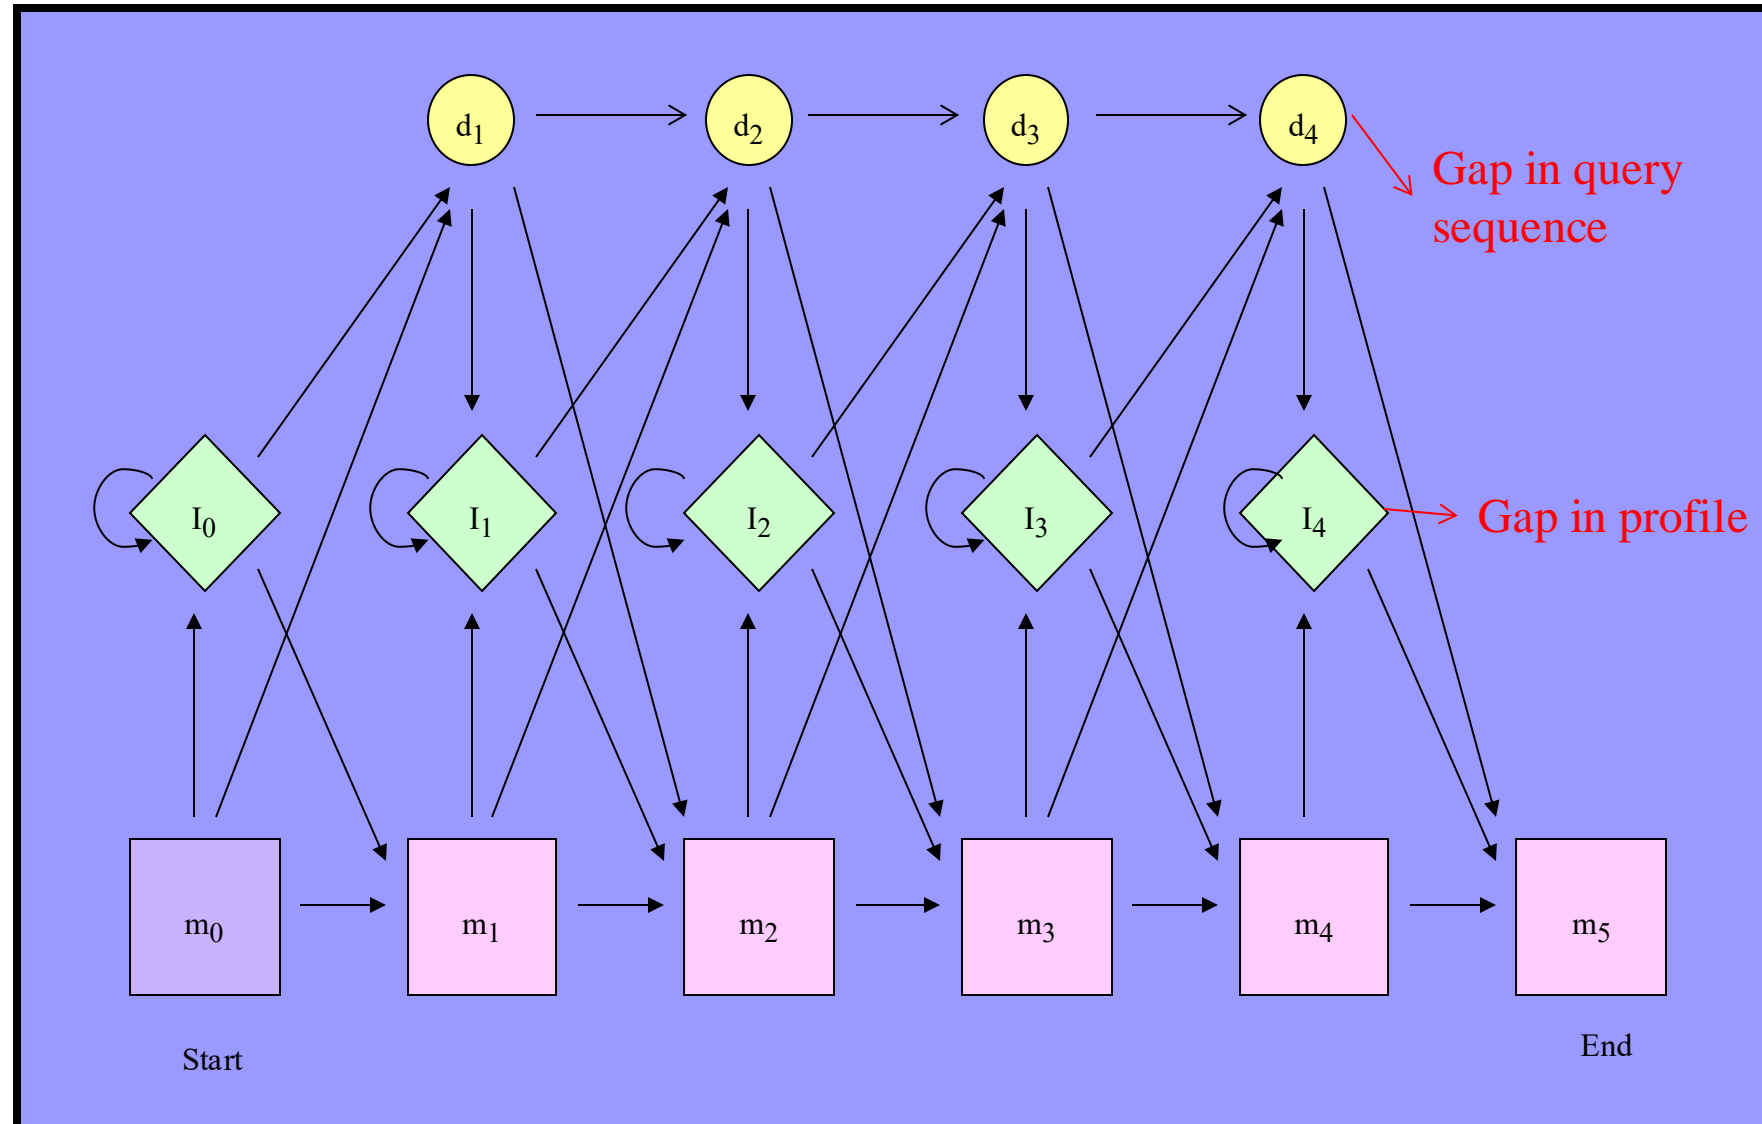 d₁ d₂ d₃ d₄
Gap in query
sequence
I₀ I₁ I₂ I₃ I₄
Gap in profile
m₀ m₁ m₂ m₃ m₄ m₅
Start End